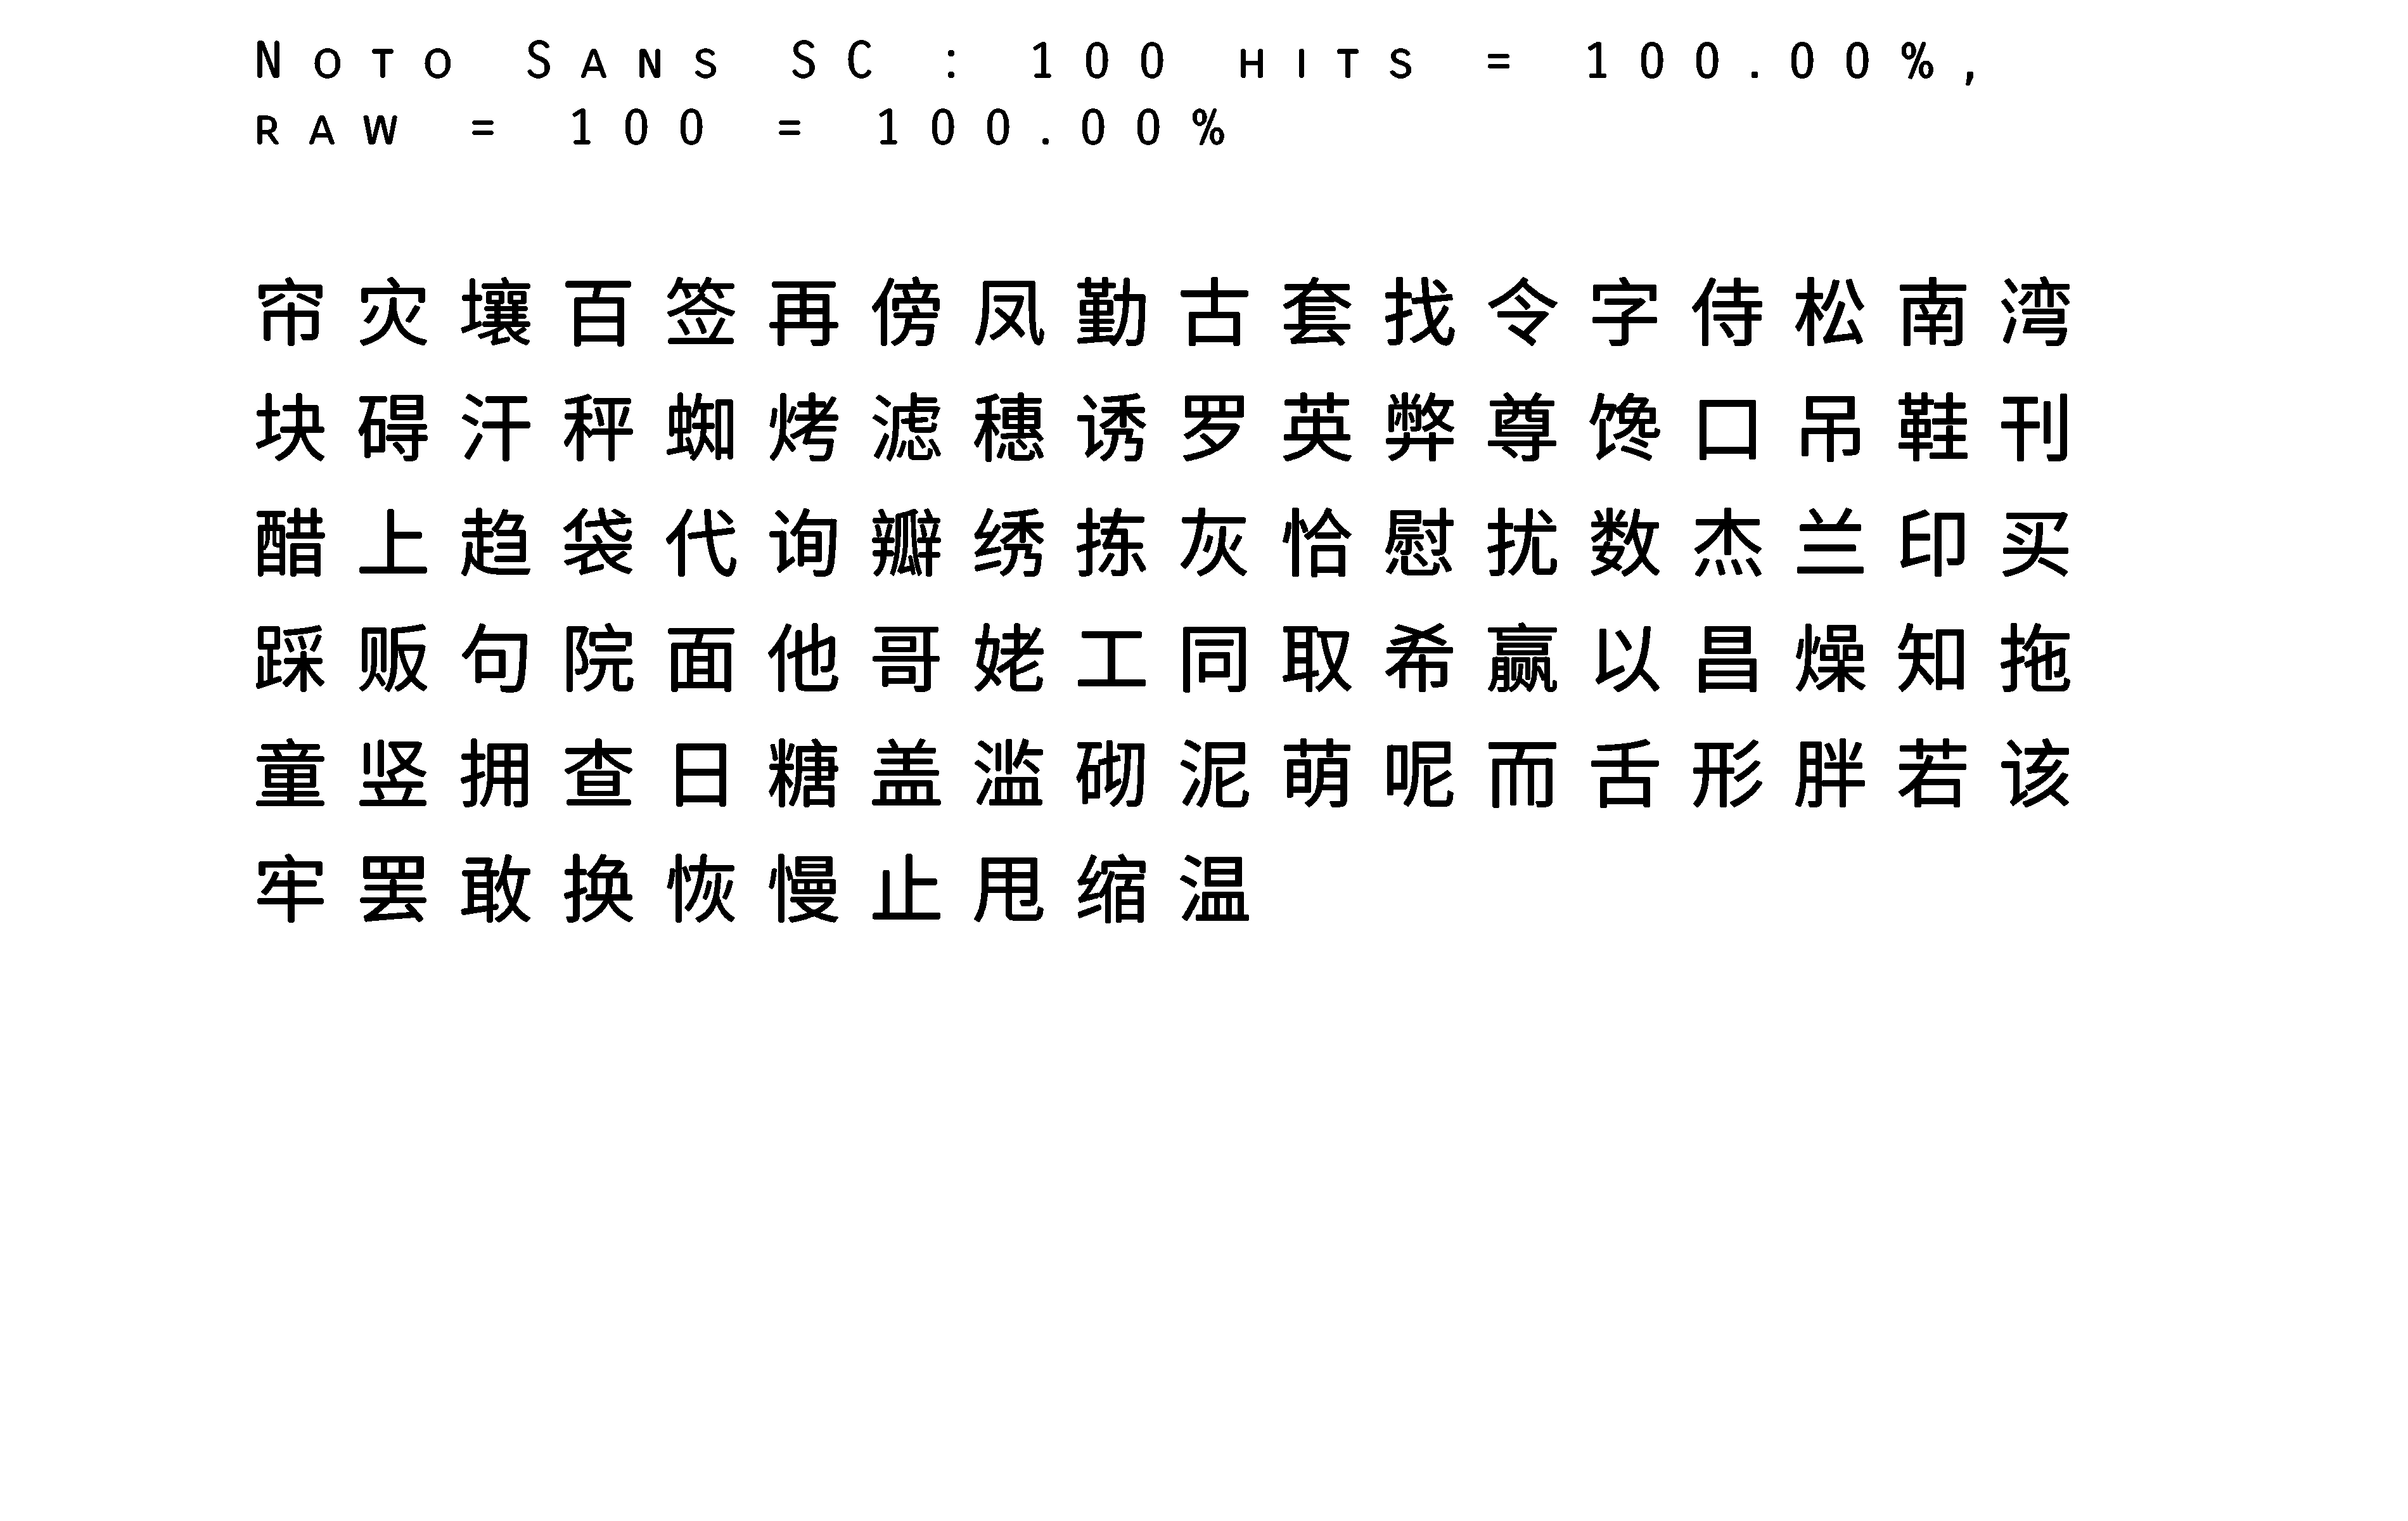 Noto Sans SC : 100 hits = 100.00%,
raw = 100 = 100.00%
帘灾壤百签再傍凤勤古套找令字侍松南湾
块碍汗秤蜘烤滤穗诱罗英弊尊馋口吊鞋刊
醋上趋袋代询瓣绣拣灰恰慰扰数杰兰印买
踩贩句院面他哥姥工同取希赢以昌燥知拖
童竖拥查日糖盖滥砌泥萌呢而舌形胖若该
牢罢敢换恢慢止甩缩温